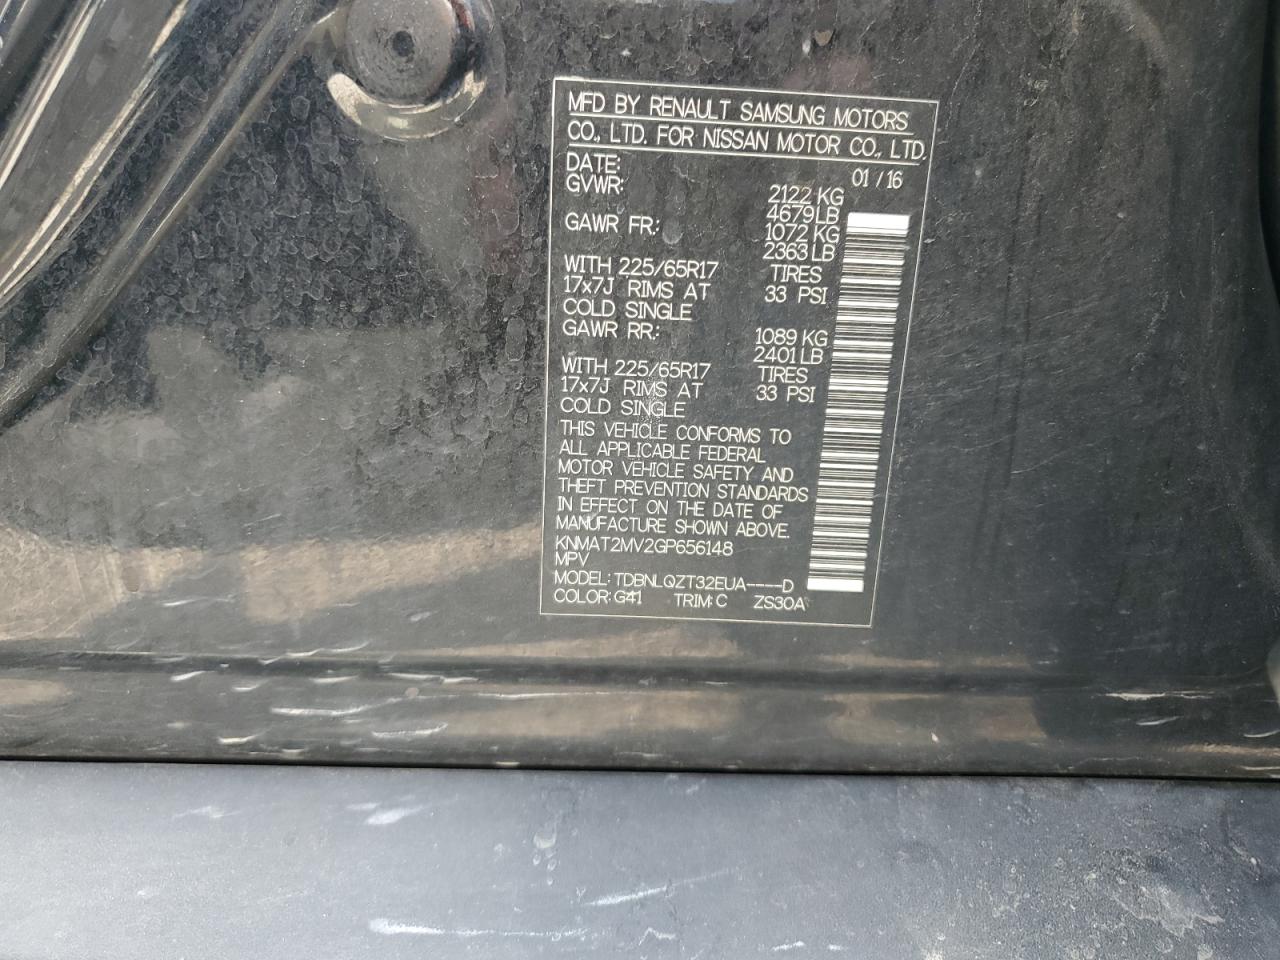 MFD BY RENAULT SAMSUNG MOTORS
CO., LTD. FOR NISSAN MOTOR CO., LTD.
DATE: 01 / 16
GVWR: 2122 KG
4679 LB
GAWR FR.: 1072 KG
2363 LB
WITH 225/65R17 TIRES
17x7J RIMS AT 33 PSI
COLD SINGLE
GAWR RR.: 1089 KG
2401 LB
WITH 225/65R17 TIRES
17x7J RIMS AT 33 PSI
COLD SINGLE
THIS VEHICLE CONFORMS TO
ALL APPLICABLE FEDERAL
MOTOR VEHICLE SAFETY AND
THEFT PREVENTION STANDARDS
IN EFFECT ON THE DATE OF
MANUFACTURE SHOWN ABOVE.
KNMAT2MV2GP656148
MPV
MODEL: TDBNLQZT32EUA----D
COLOR: G41 TRIM: C ZS30A